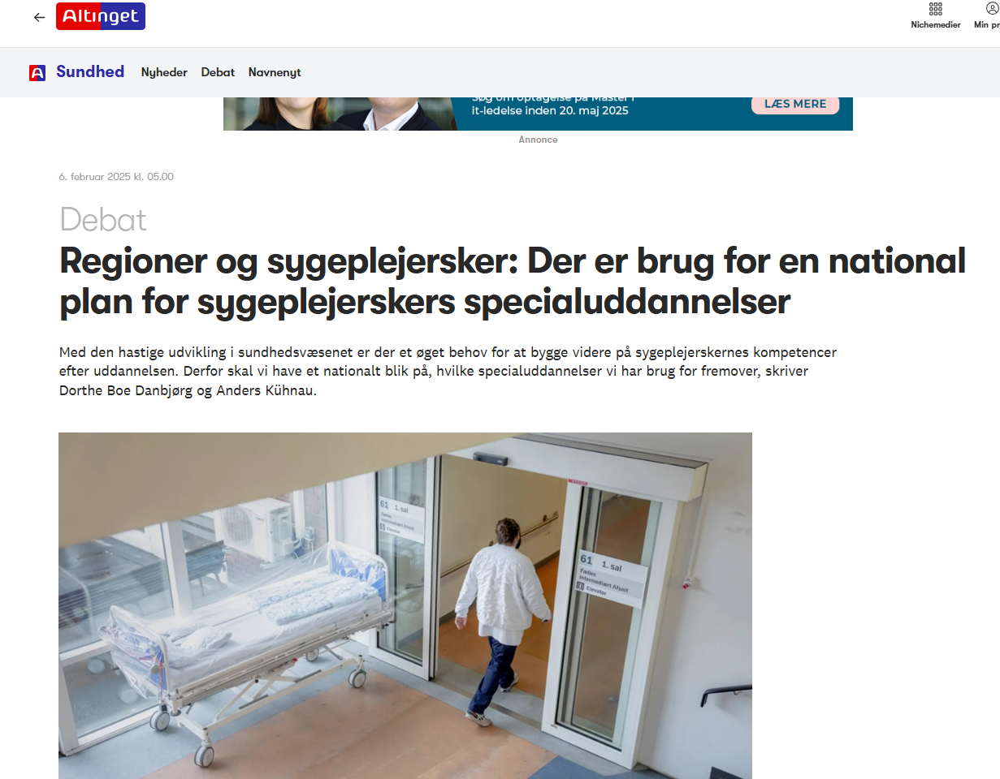 Altinget
Nichemedier
Min pr
A Sundhed Nyheder Debat Navnenyt
Søg om optagelse på Master i
it-ledelse inden 20. maj 2025
LÆS MERE
Annonce
6. februar 2025 kl. 05.00
Debat
Regioner og sygeplejersker: Der er brug for en national
plan for sygeplejerskers specialuddannelser
Med den hastige udvikling i sundhedsvæsenet er der et øget behov for at bygge videre på sygeplejerskernes kompetencer
efter uddannelsen. Derfor skal vi have et nationalt blik på, hvilke specialuddannelser vi har brug for fremover, skriver
Dorthe Boe Danbjørg og Anders Kühnau.
61 1. sal
Fælles
Intermediært Afsnit
Elevator
61 1. sal
Fælles
Intermediært Afsnit
Elevator